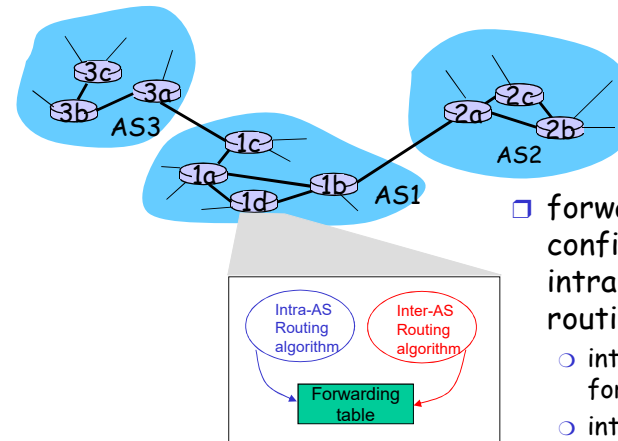 3c
3a
3b
AS3
2c
2a
2b
AS2
1c
1a
1b
1d
AS1
Intra-AS
Routing
algorithm
Inter-AS
Routing
algorithm
Forwarding
table
forwa
confi
intra
routi
int
for
int